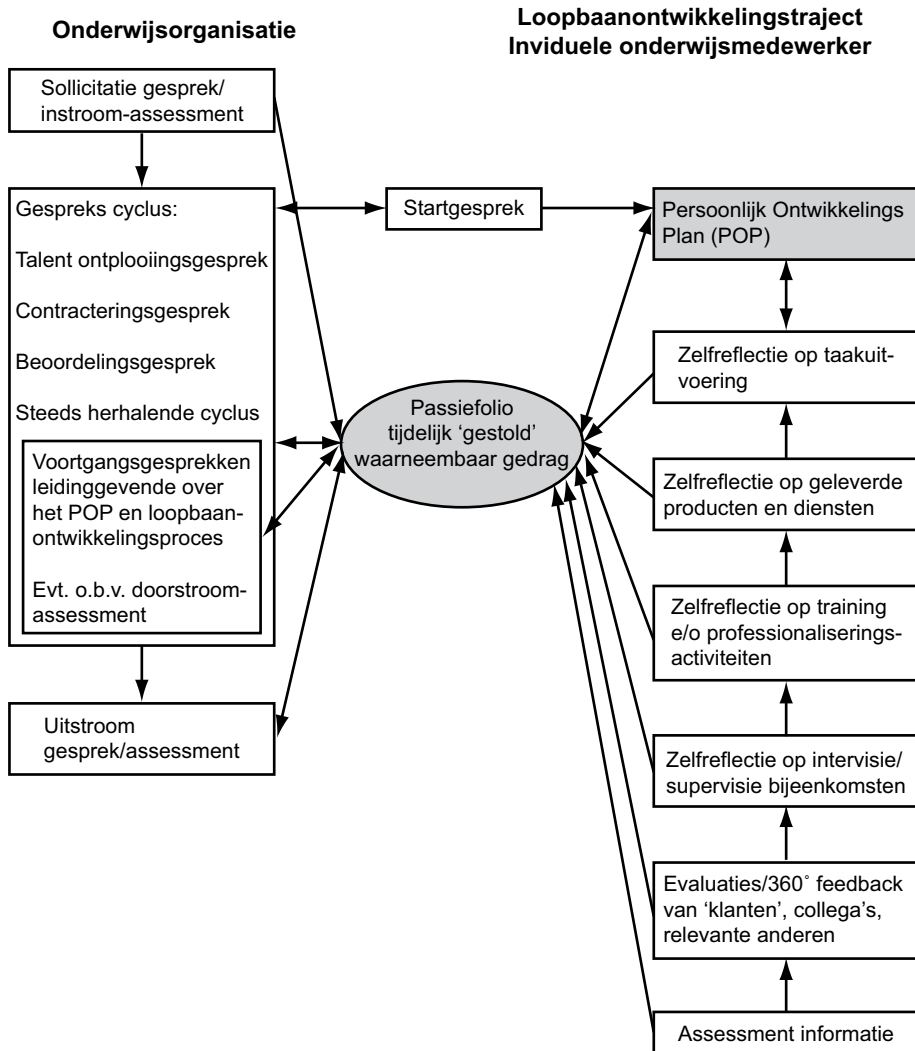 Onderwijsorganisatie
Loopbaanontwikkelingstraject
Inviduele onderwijsmedewerker
Sollicitatie gesprek/
instroom-assessment
Gespreks cyclus:
Talent ontplooiingsgesprek
Contracteringsgesprek
Beoordelingsgesprek
Steeds herhalende cyclus
Voortgangsgesprekken
leidinggevende over
het POP en loopbaan-
ontwikkelingsproces
Evt. o.b.v. doorstroom-
assessment
Uitstroom
gesprek/assessment
Startgesprek
Passiefolio
tijdelijk ‘gestold’
waarneembaar gedrag
Persoonlijk Ontwikkelings
Plan (POP)
Zelfreflectie op taakuit-
voering
Zelfreflectie op geleverde
producten en diensten
Zelfreflectie op training
e/o professionaliserings-
activiteiten
Zelfreflectie op intervisie/
supervisie bijeenkomsten
Evaluaties/360˚ feedback
van ‘klanten’, collega’s,
relevante anderen
Assessment informatie